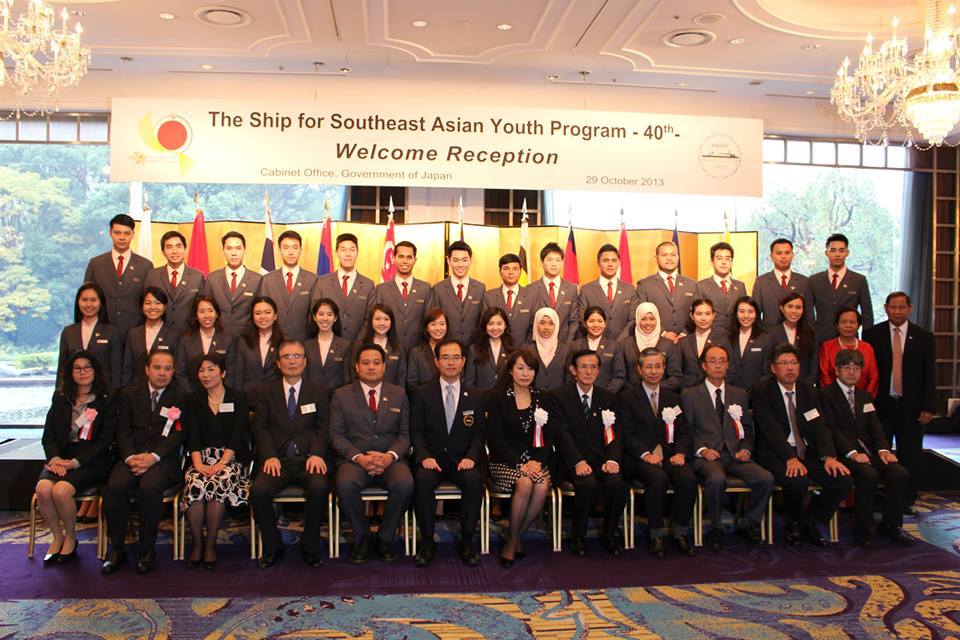 The Ship for Southeast Asian Youth Program - 40th-
Welcome Reception
Cabinet Office, Government of Japan
29 October 2013